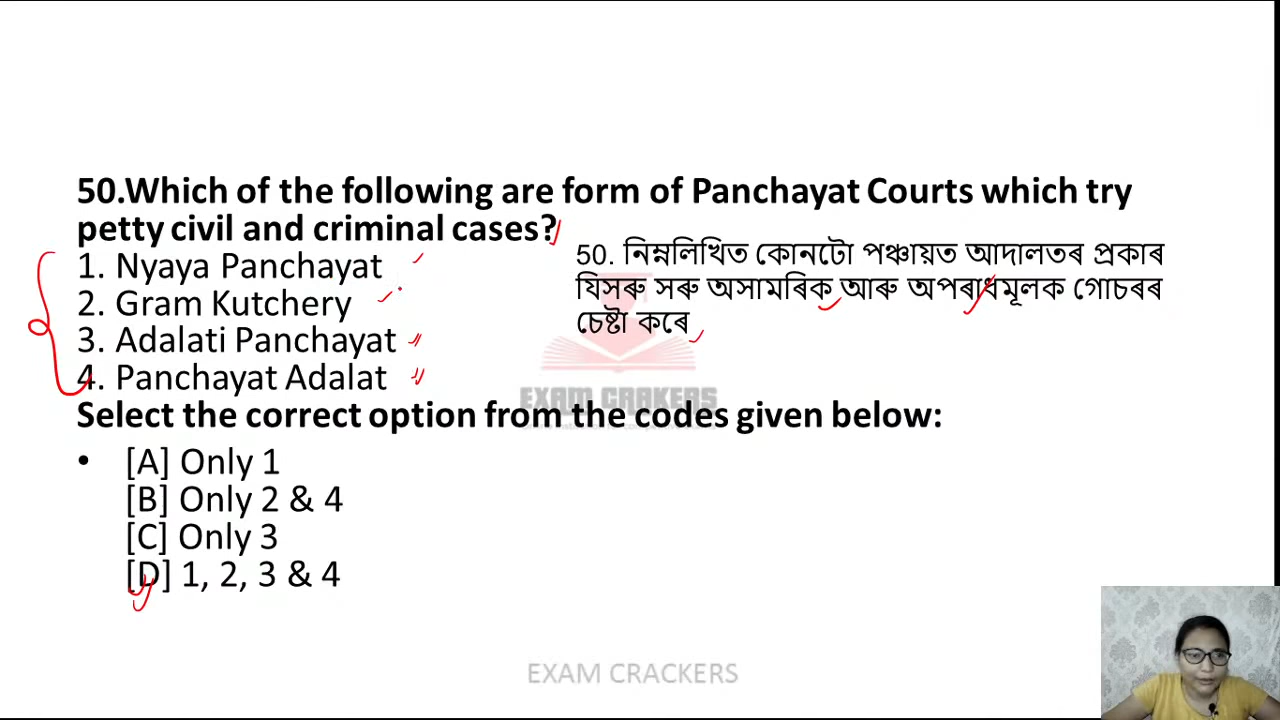 50.Which of the following are form of Panchayat Courts which try
petty civil and criminal cases?
1. Nyaya Panchayat
2. Gram Kutchery
3. Adalati Panchayat
4. Panchayat Adalat
50. নিম্নলিখিত কোনটো পঞ্চায়ত আদালতৰ প্ৰকাৰ
যিসৰু সৰু অসামৰিক আৰু অপৰাধমূলক গোচৰৰ
চেষ্টা কৰে
EXAM CRAKERS
Select the correct option from the codes given below:
• [A] Only 1
[B] Only 2 & 4
[C] Only 3
[D] 1, 2, 3 & 4
EXAM CRACKERS